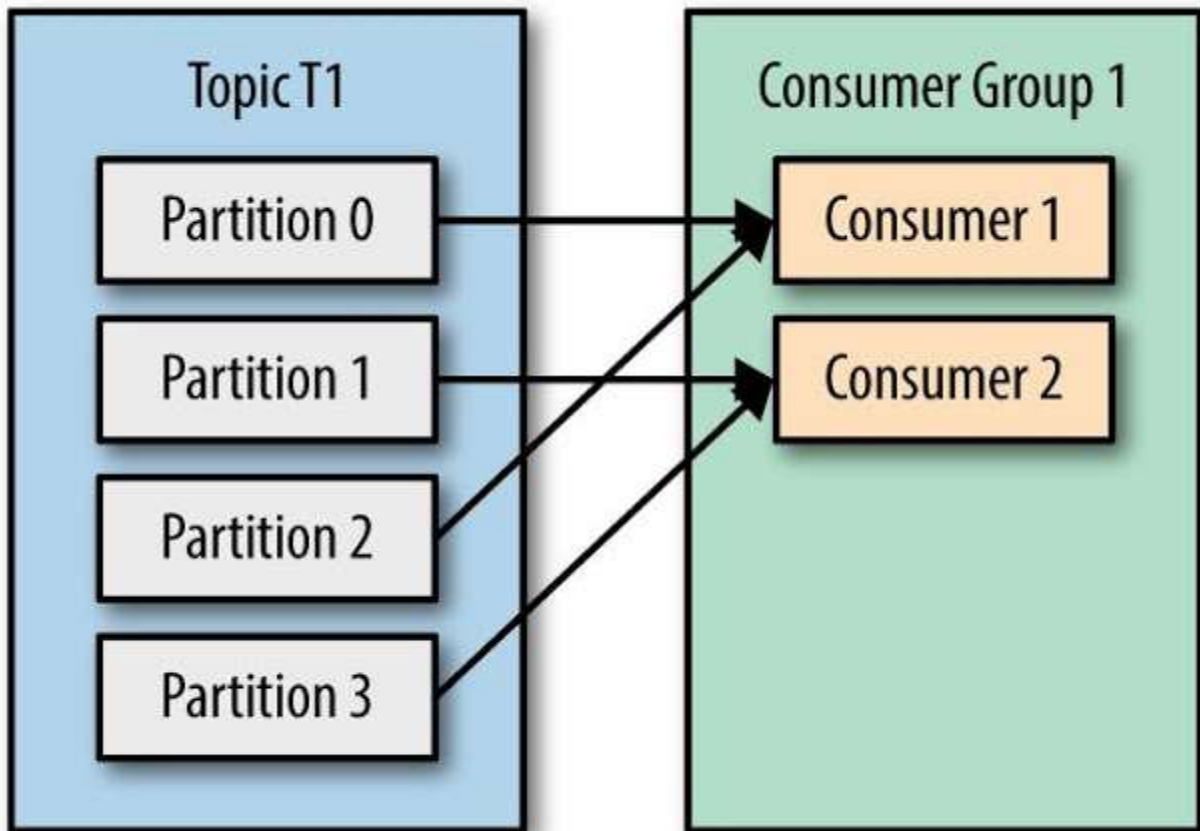 Topic T1
Partition 0
Partition 1
Partition 2
Partition 3
Consumer Group 1
Consumer 1
Consumer 2